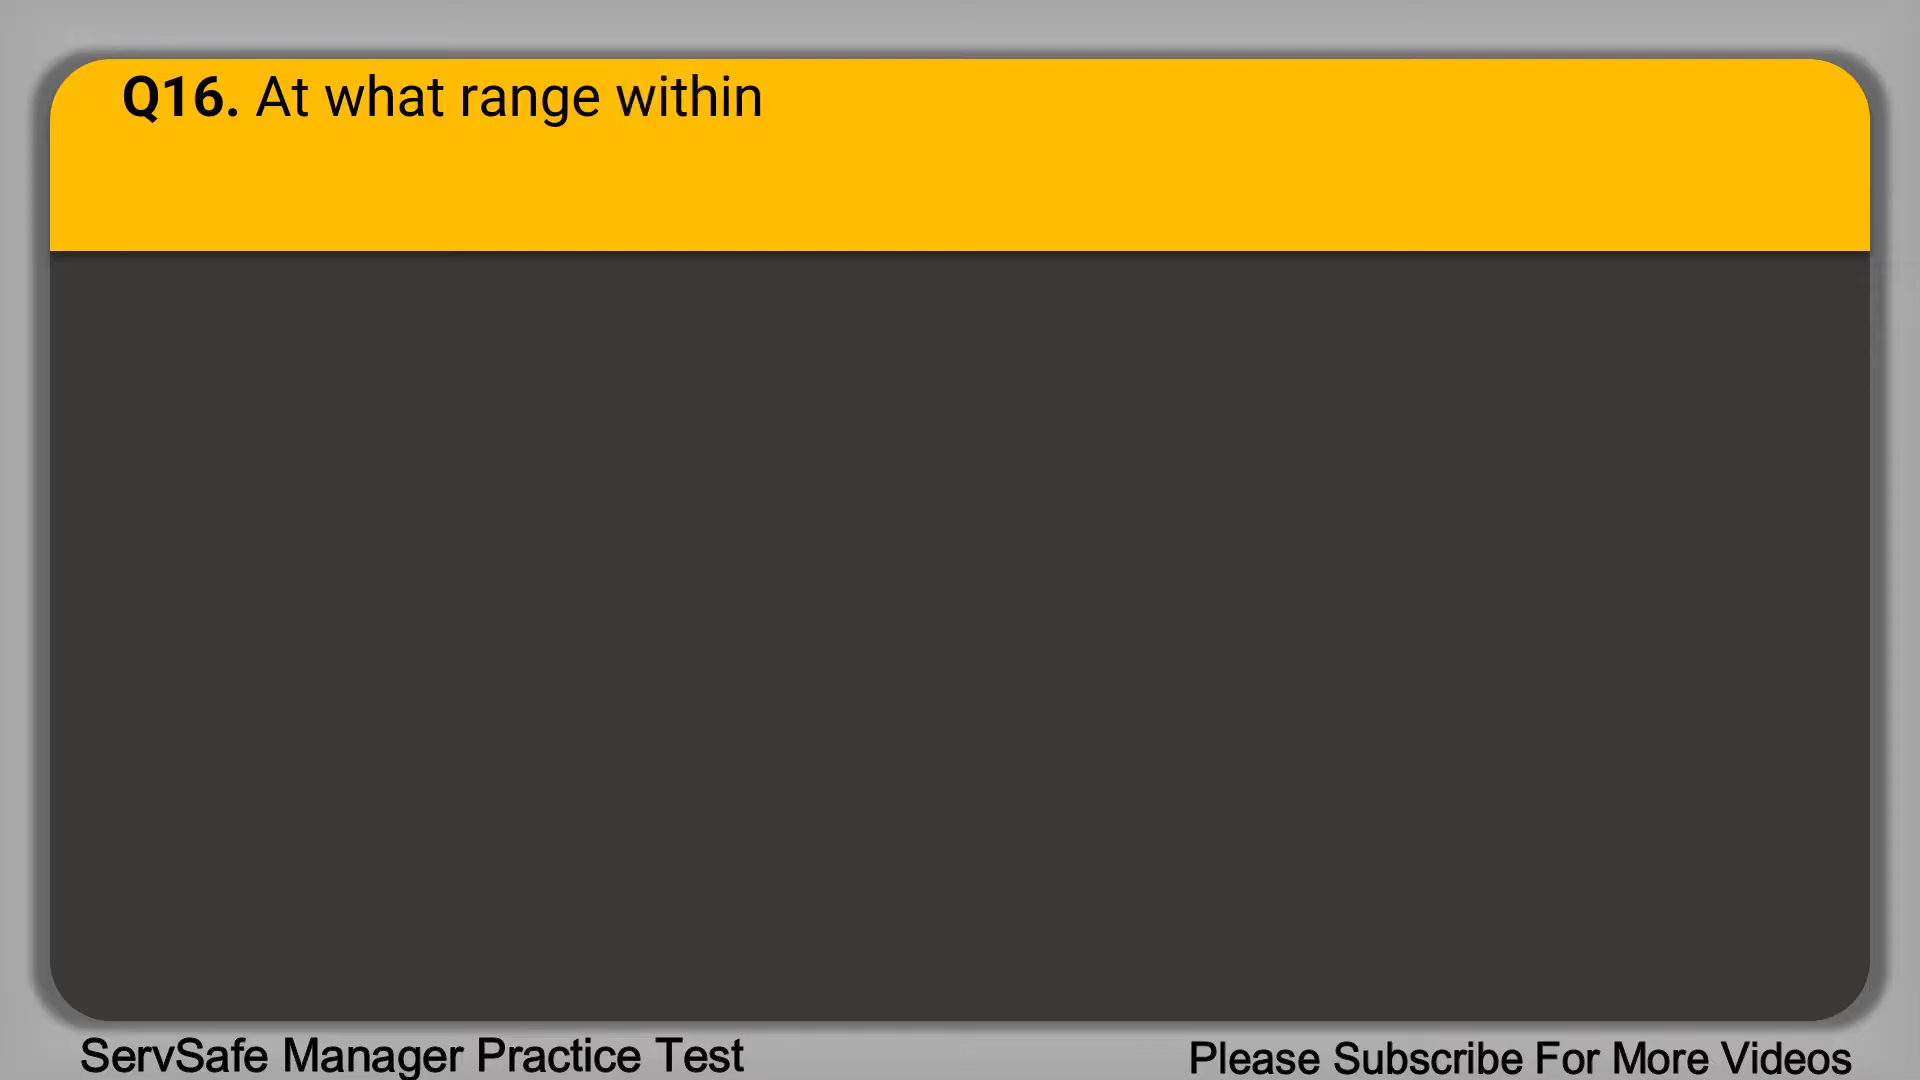 Q16. At what range within
ServSafe Manager Practice Test
Please Subscribe For More Videos